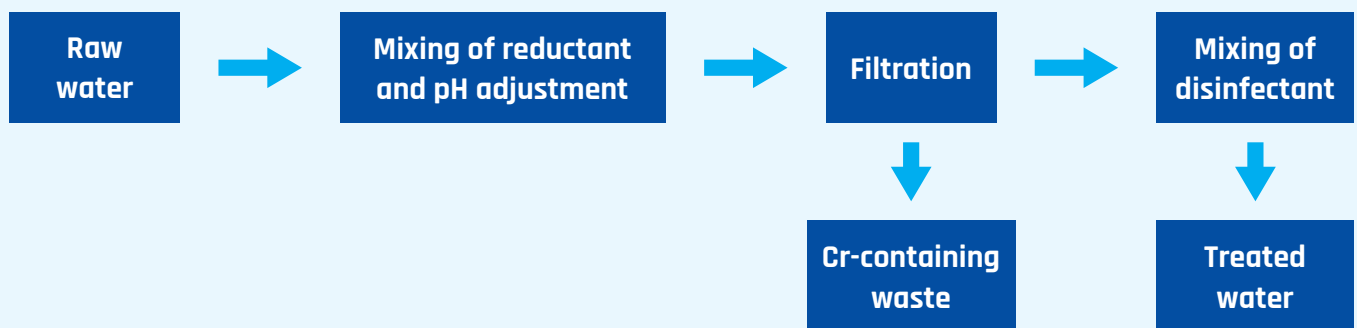 Raw
water
Mixing of reductant
and pH adjustment
Filtration
Mixing of
disinfectant
Cr-containing
waste
Treated
water